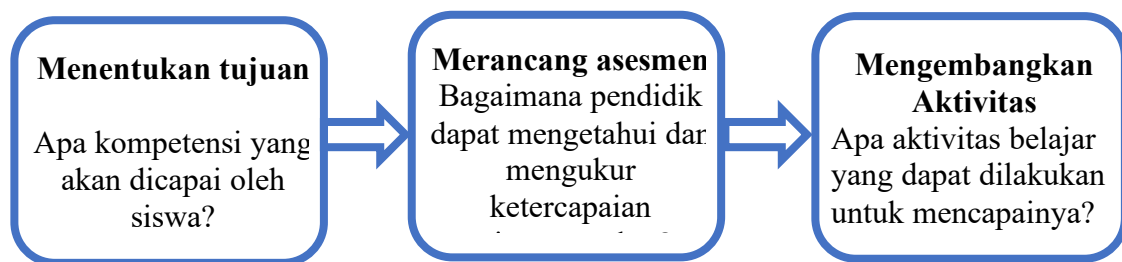 Menentukan tujuan
Apa kompetensi yang
akan dicapai oleh
siswa?
Merancang asesmen
Bagaimana pendidik
dapat mengetahui dan
mengukur
ketercapaian
Mengembangkan
Aktivitas
Apa aktivitas belajar
yang dapat dilakukan
untuk mencapainya?